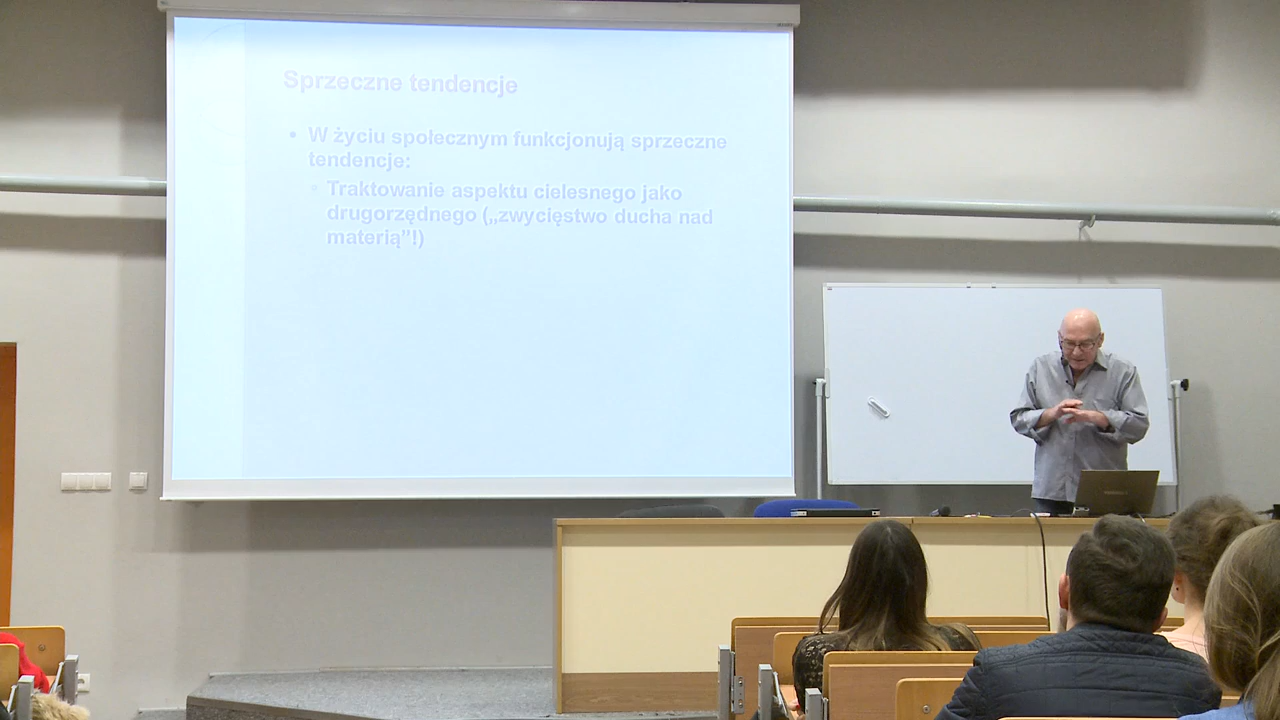 Sprzeczne tendencje
• W życiu społecznym funkcjonują sprzeczne
tendencje:
▫ Traktowanie aspektu cielesnego jako
drugorzędnego („zwycięstwo ducha nad
materią”!)